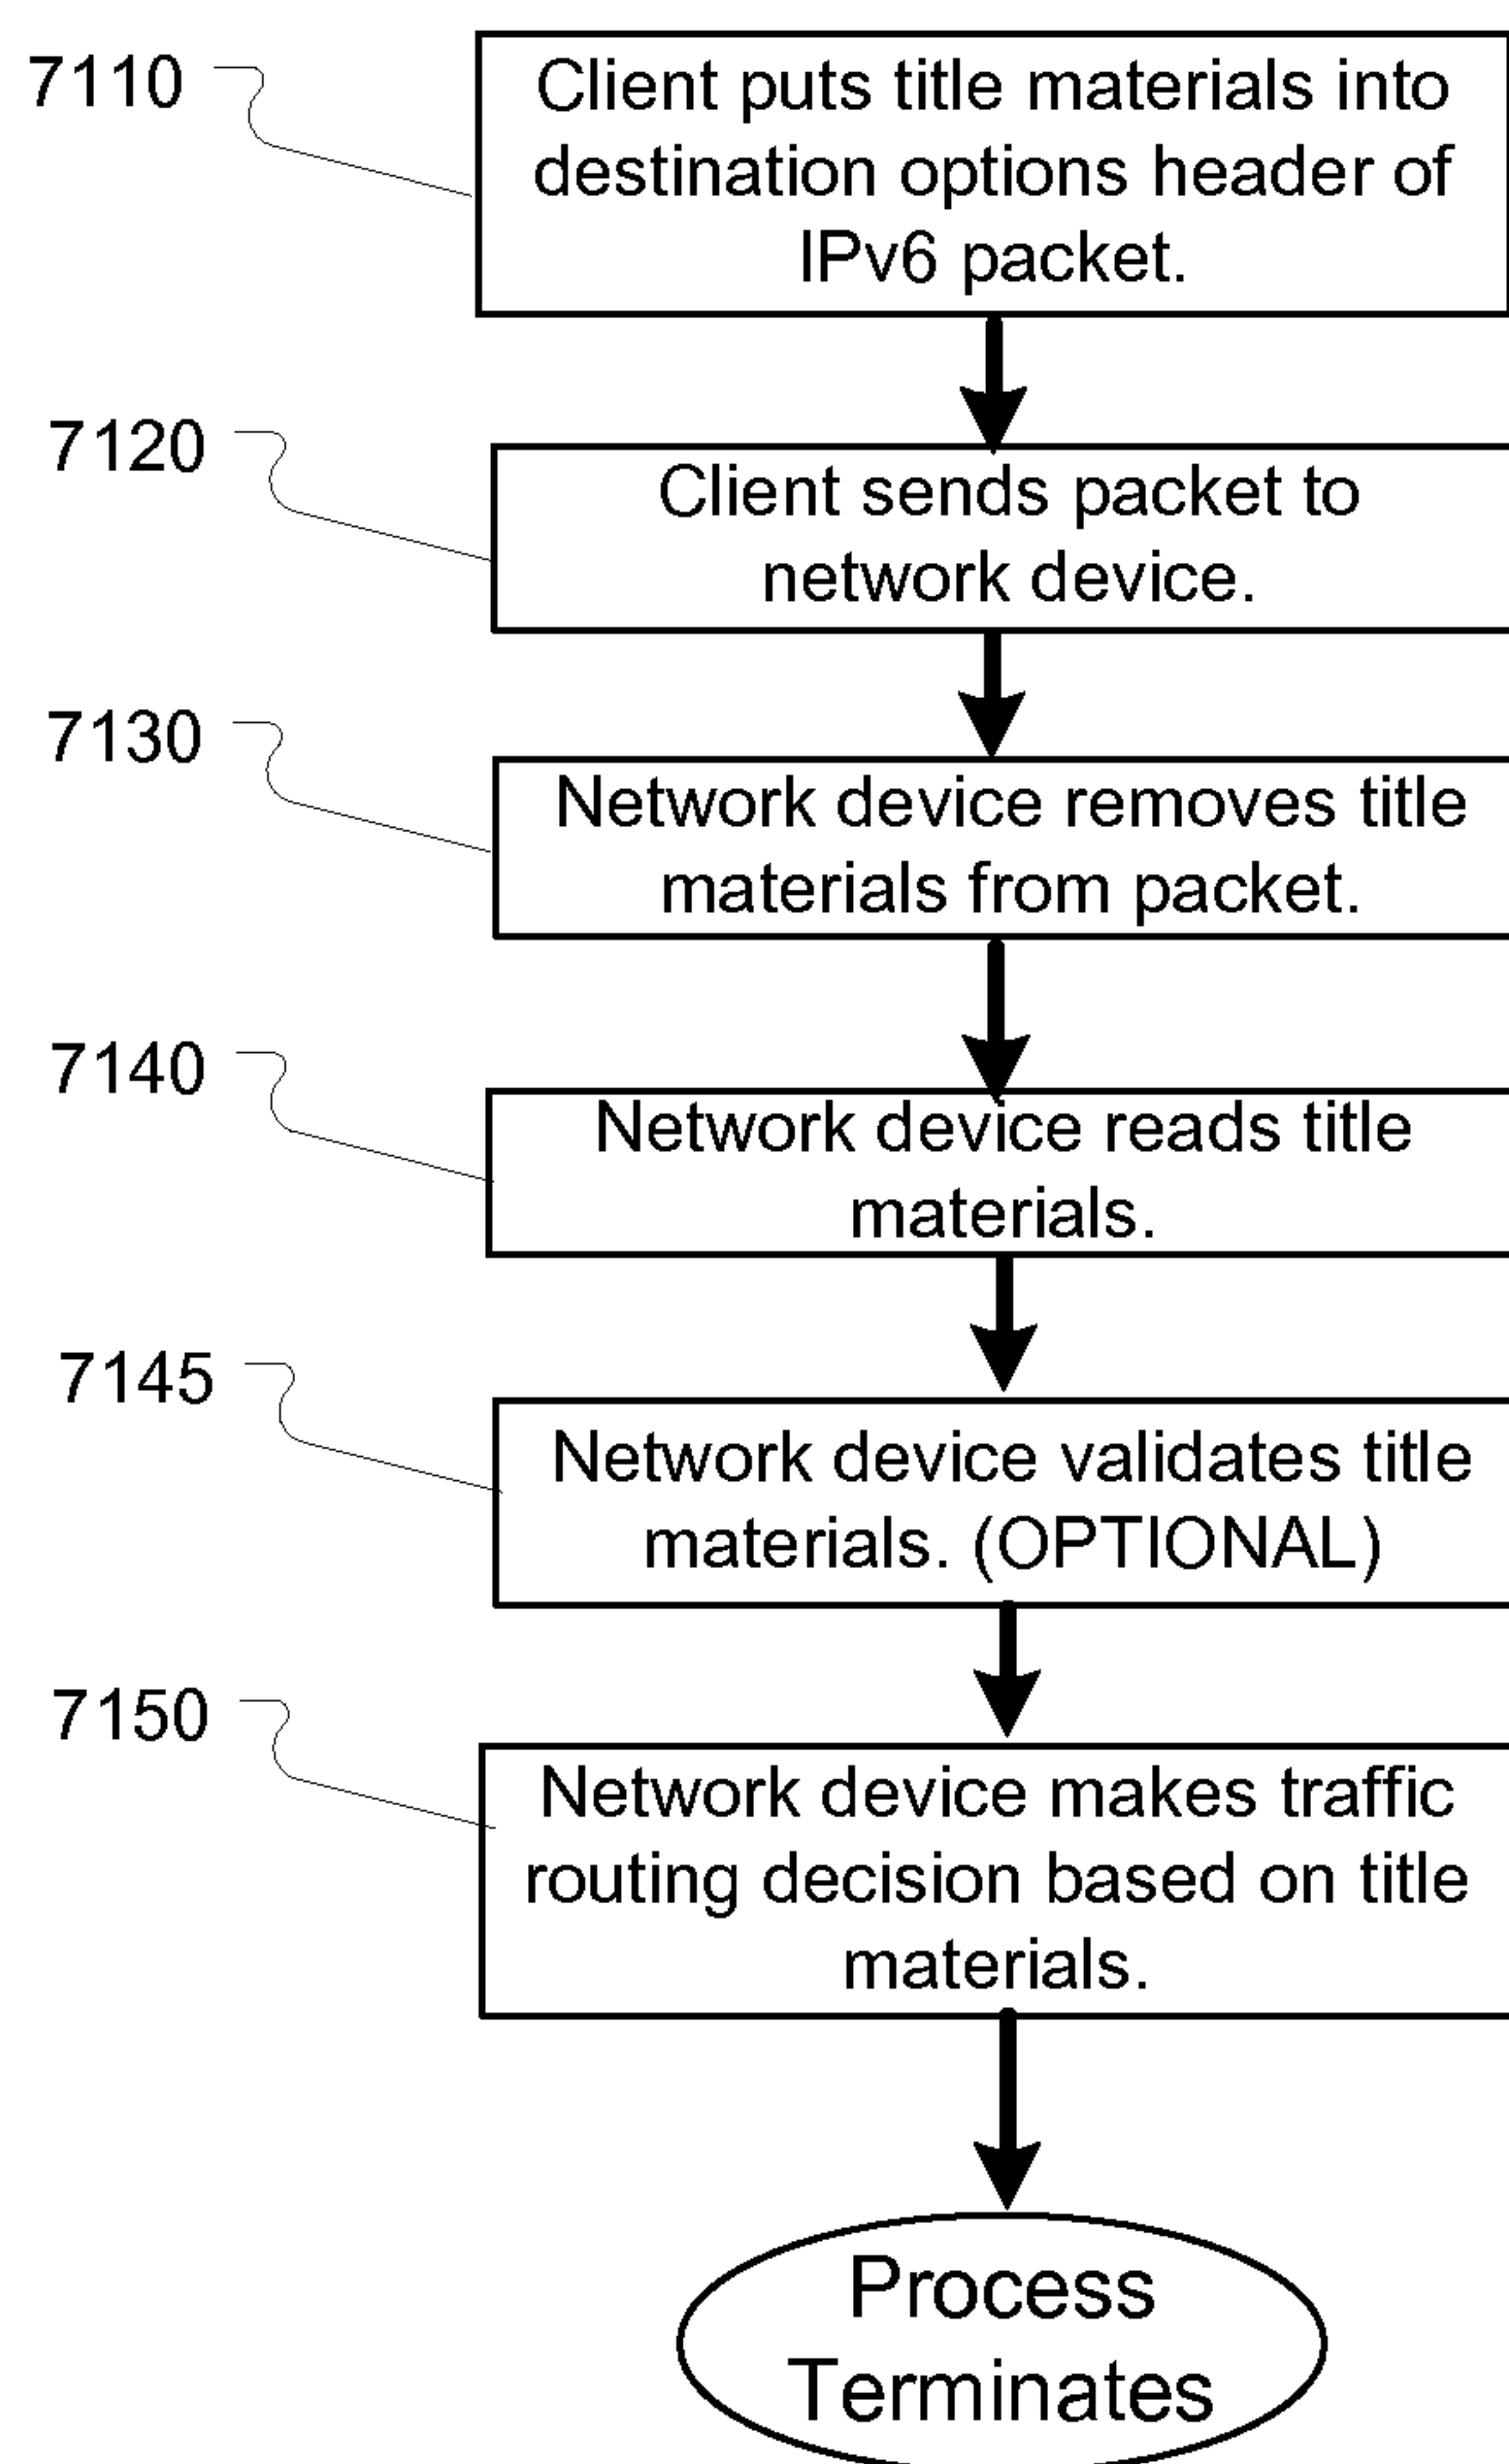 7110
Client puts title materials into
destination options header of
IPv6 packet.
7120
Client sends packet to
network device.
7130
Network device removes title
materials from packet.
7140
Network device reads title
materials.
7145
Network device validates title
materials. (OPTIONAL)
7150
Network device makes traffic
routing decision based on title
materials.
Process
Terminates